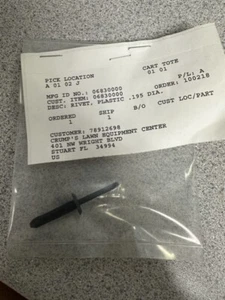 PICK LOCATION CART TOTE
A 01 02 J 01 01
MFG ID NO.: 06830000 P/L: A
CUST. ITEM: 06830000 ORDER: 100218
DESC: RIVET, PLASTIC .195 DIA.
ORDERED SHIP B/O CUST LOC/PART
1 1
CUSTOMER: 78912698
CRUMP'S LAWN EQUIPMENT CENTER
401 NW WRIGHT BLVD
STUART FL 34994
US